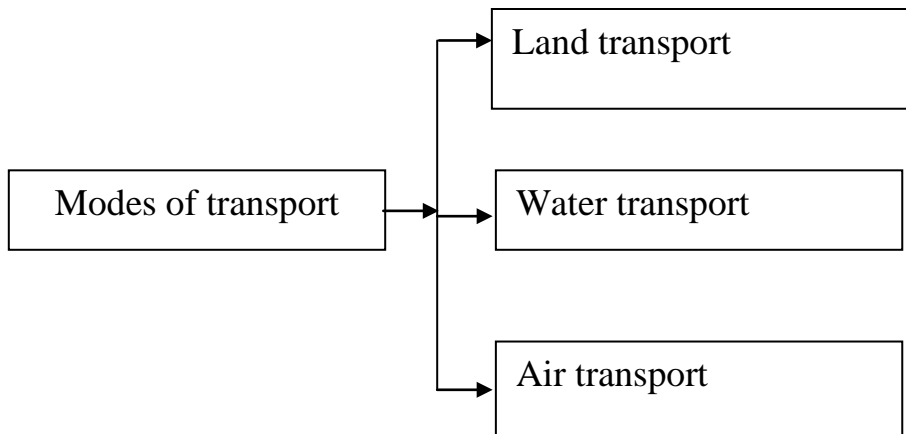 Land transport
Modes of transport
Water transport
Air transport